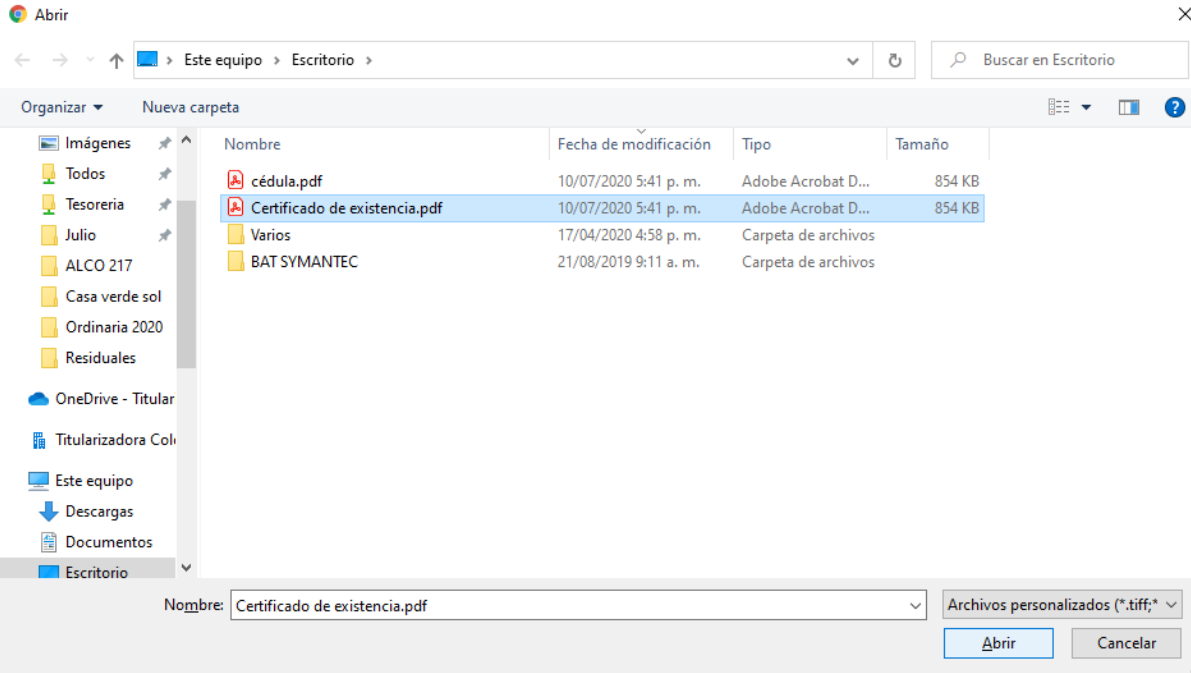 Abrir
Este equipo > Escritorio >
Buscar en Escritorio
Organizar
Nueva carpeta
Nombre
Fecha de modificación
Tipo
Tamaño
cédula.pdf 10/07/2020 5:41 p. m. Adobe Acrobat D... 854 KB
Certificado de existencia.pdf 10/07/2020 5:41 p. m. Adobe Acrobat D... 854 KB
Varios 17/04/2020 4:58 p. m. Carpeta de archivos
BAT SYMANTEC 21/08/2019 9:11 a. m. Carpeta de archivos
Imágenes
Todos
Tesoreria
Julio
ALCO 217
Casa verde sol
Ordinaria 2020
Residuales
OneDrive - Titular
Titularizadora Col
Este equipo
Descargas
Documentos
Escritorio
Nombre: Certificado de existencia.pdf
Archivos personalizados (*.tiff;*
Abrir
Cancelar